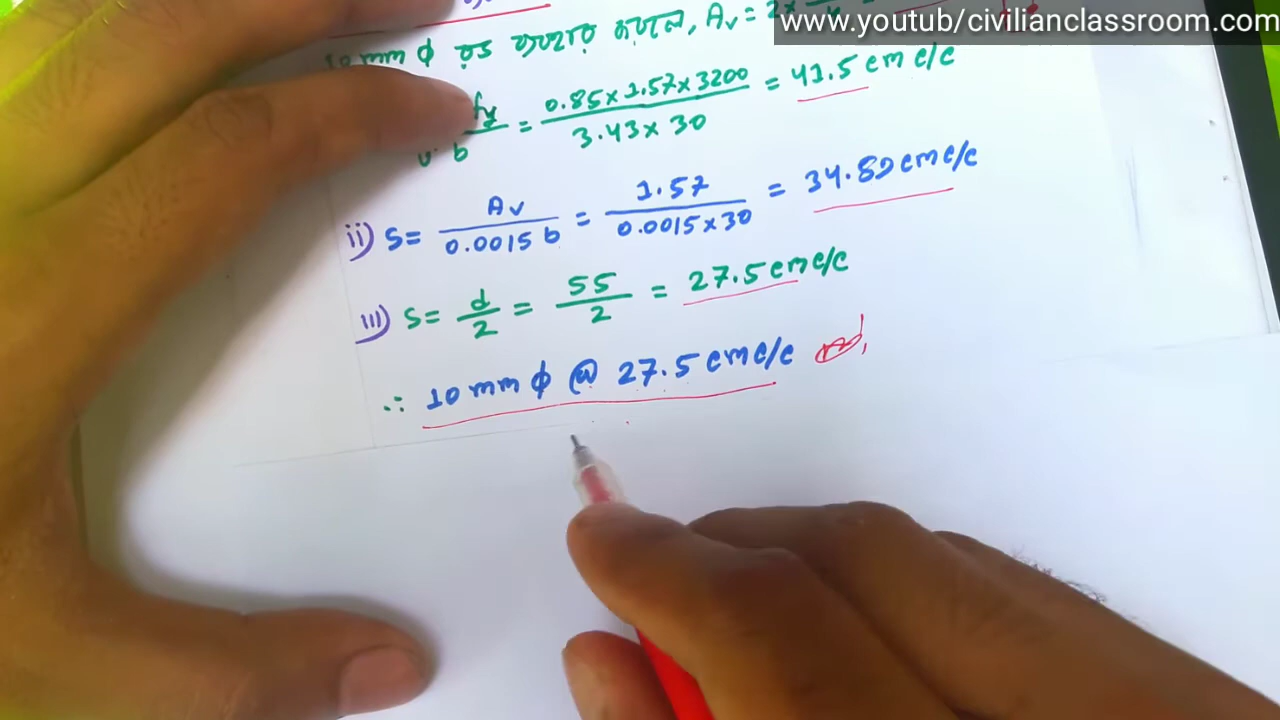 www.youtub/civilianclassroom.com
10 mm ϕ রড ব্যবহার করলে, Av = 2×
fy / b = 0.85×1.57×3200 / 3.43×30 = 41.5 cm c/c
ii) S = Av / 0.0015 b = 1.57 / 0.0015×30 = 34.89 cm c/c
iii) S = d / 2 = 55 / 2 = 27.5 cm c/c
∴ 10 mm ϕ @ 27.5 cm c/c